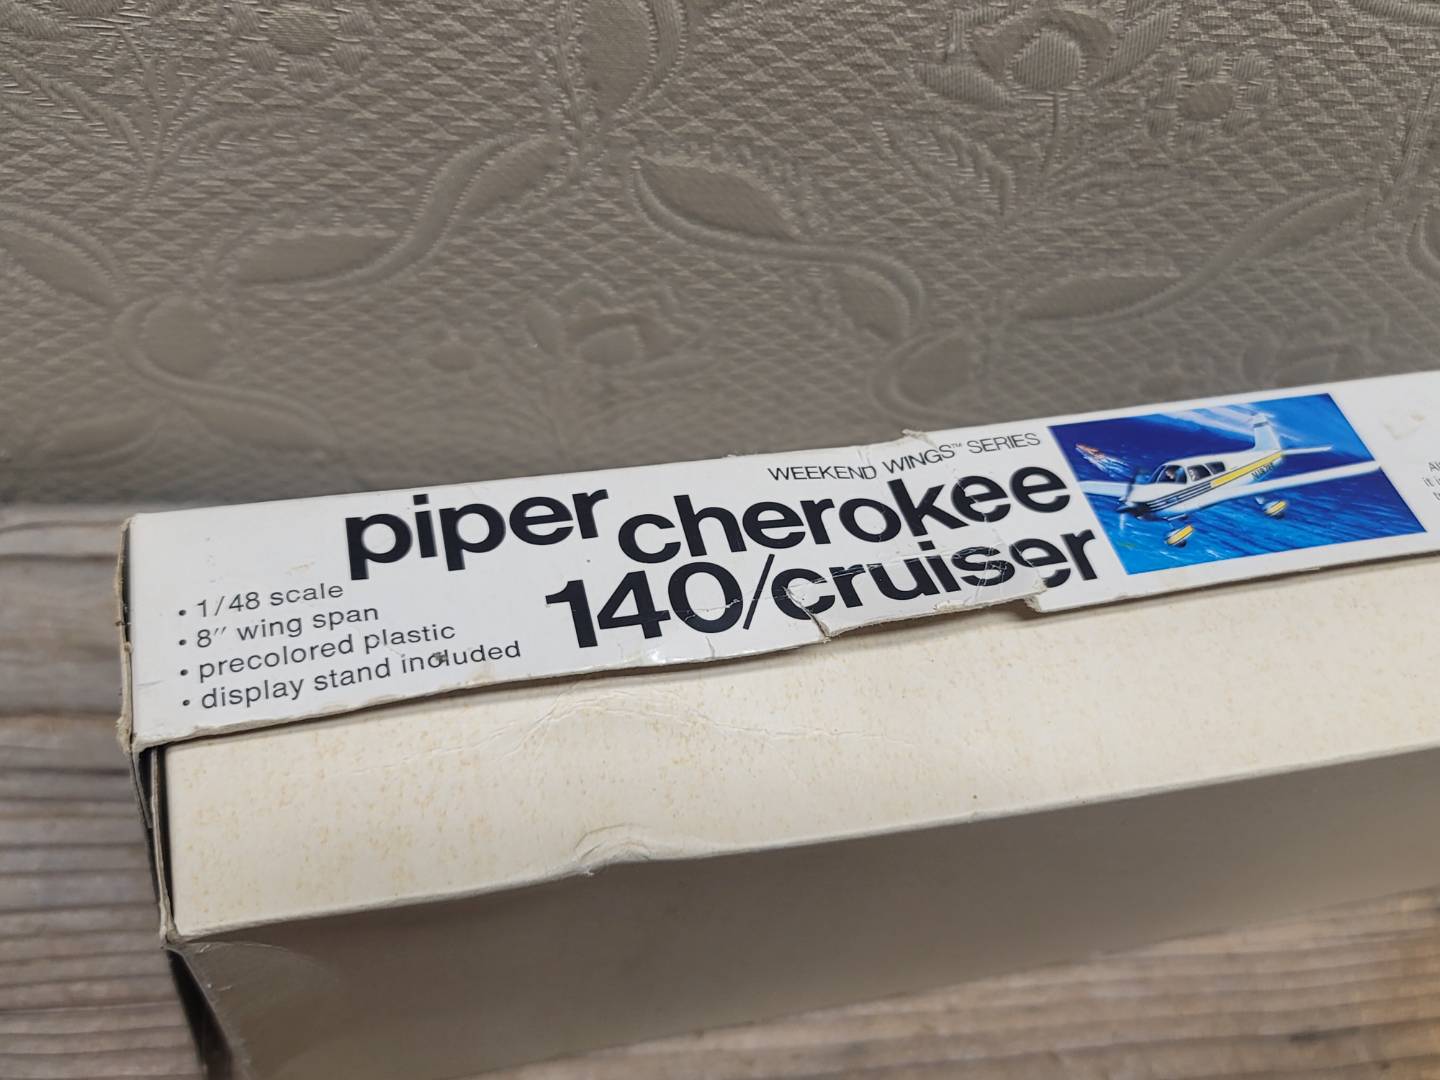 WEEKEND WINGS™ SERIES
piper cherokee
140/cruiser
• 1/48 scale
• 8″ wing span
• precolored plastic
• display stand included